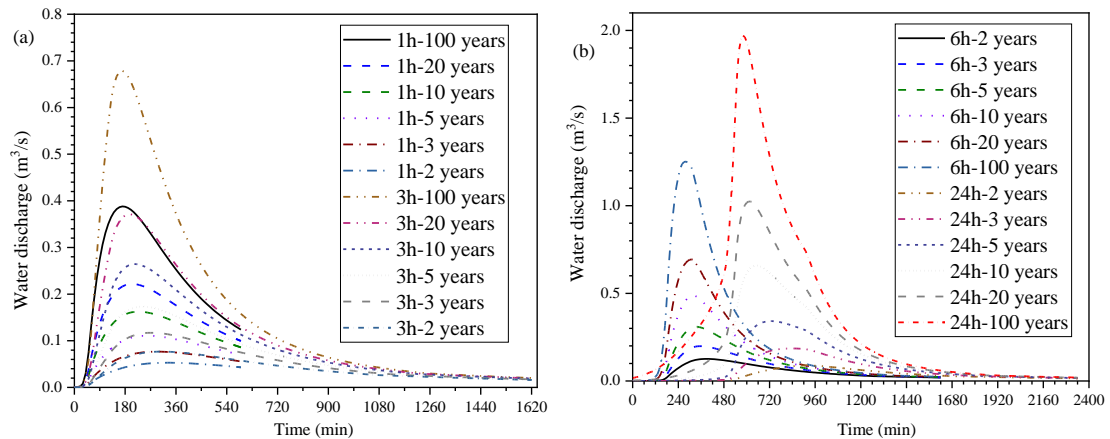 (a)
0.8
0.7
0.6
0.5
0.4
0.3
0.2
0.1
0.0
Water discharge (m³/s)
0 180 360 540 720 900 1080 1260 1440 1620
Time (min)
1h-100 years
1h-20 years
1h-10 years
1h-5 years
1h-3 years
1h-2 years
3h-100 years
3h-20 years
3h-10 years
3h-5 years
3h-3 years
3h-2 years
(b)
2.0
1.5
1.0
0.5
0.0
Water discharge (m³/s)
0 240 480 720 960 1200 1440 1680 1920 2160 2400
Time (min)
6h-2 years
6h-3 years
6h-5 years
6h-10 years
6h-20 years
6h-100 years
24h-2 years
24h-3 years
24h-5 years
24h-10 years
24h-20 years
24h-100 years